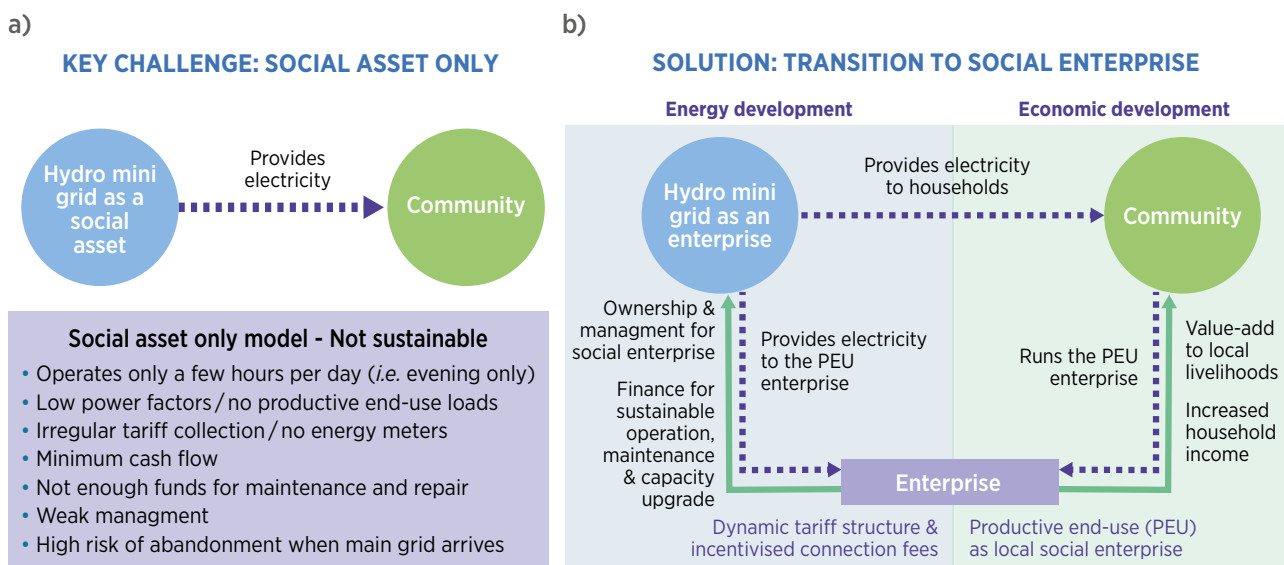 a)
KEY CHALLENGE: SOCIAL ASSET ONLY
Hydro mini
grid as a
social
asset
Provides
electricity
Community
Social asset only model - Not sustainable
• Operates only a few hours per day (i.e. evening only)
• Low power factors / no productive end-use loads
• Irregular tariff collection / no energy meters
• Minimum cash flow
• Not enough funds for maintenance and repair
• Weak managment
• High risk of abandonment when main grid arrives
b)
SOLUTION: TRANSITION TO SOCIAL ENTERPRISE
Energy development
Economic development
Hydro mini
grid as an
enterprise
Provides electricity
to households
Community
Ownership &
managment for
social enterprise
Finance for
sustainable
operation,
maintenance
& capacity
upgrade
Provides electricity
to the PEU
enterprise
Runs the PEU
enterprise
Value-add
to local
livelihoods
Increased
household
income
Enterprise
Dynamic tariff structure &
incentivised connection fees
Productive end-use (PEU)
as local social enterprise